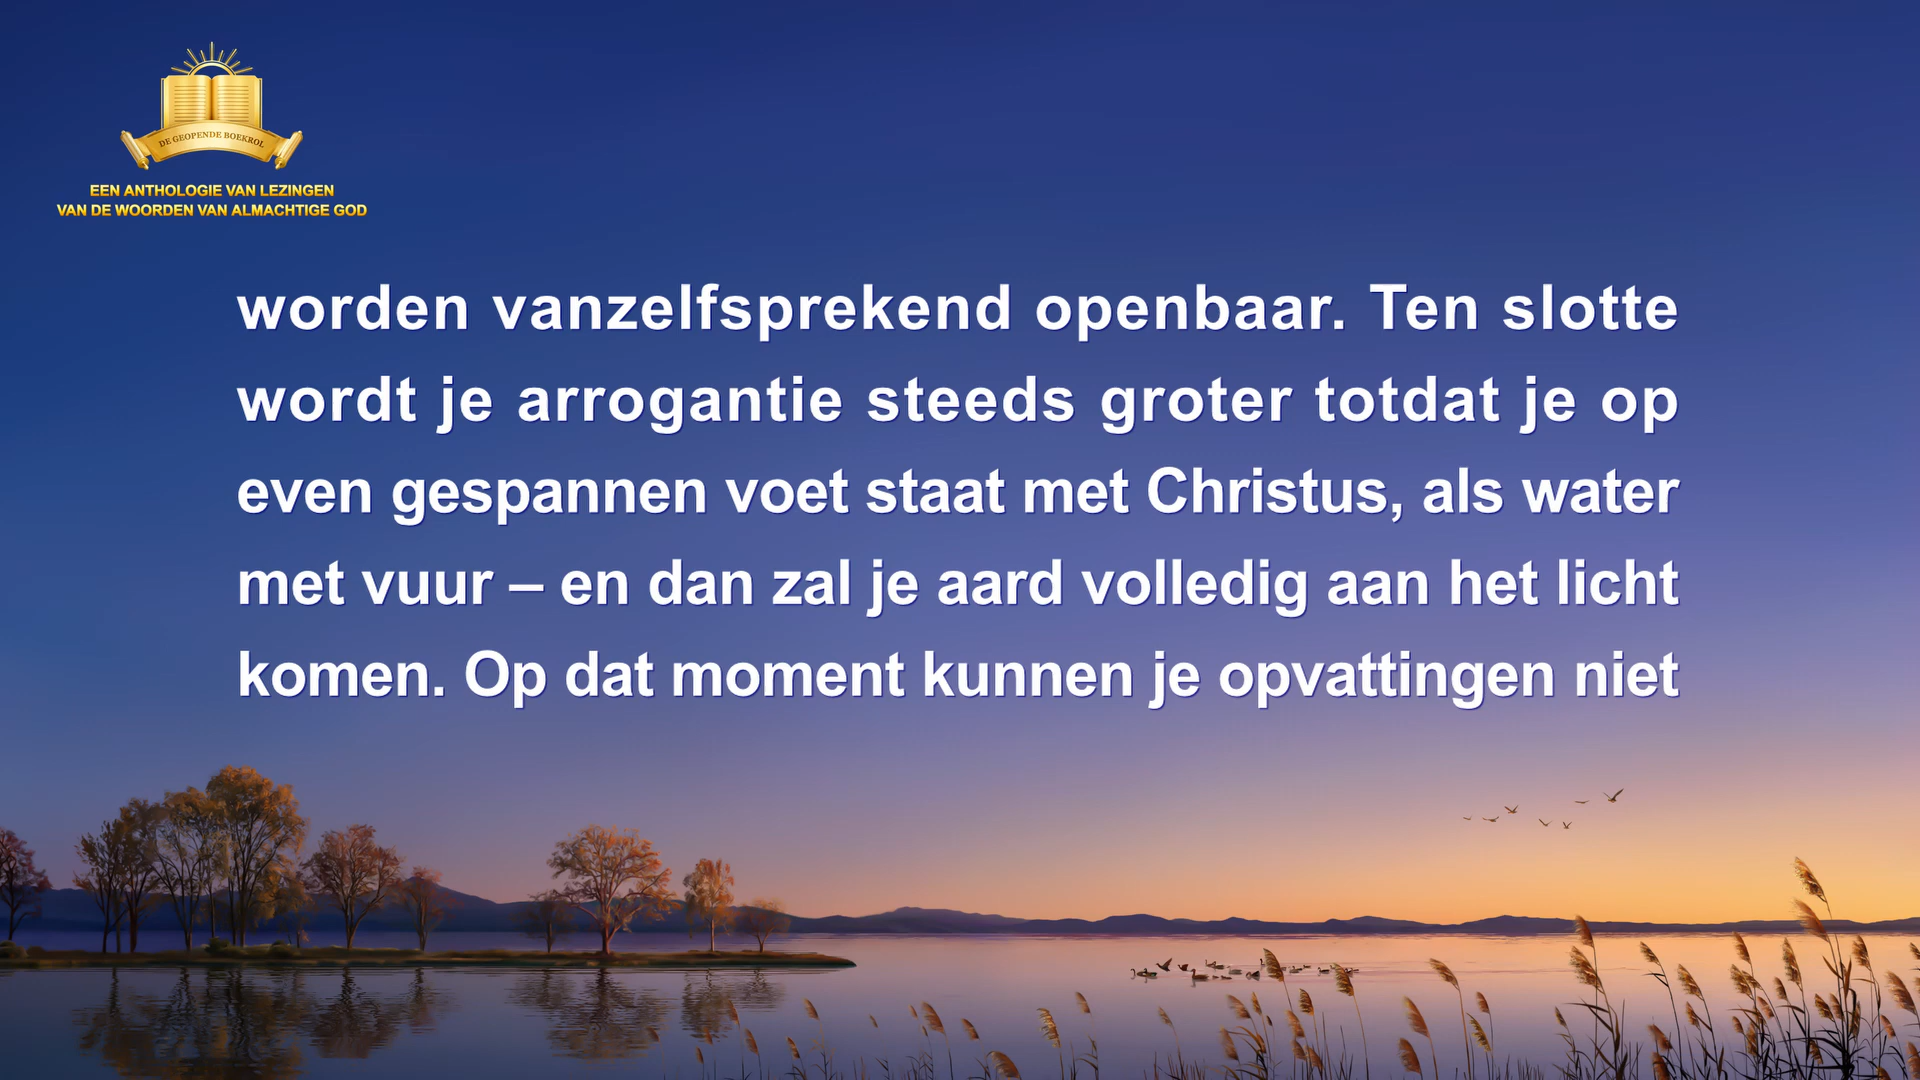 DE GEOPENDE BOEKROL
EEN ANTHOLOGIE VAN LEZINGEN
VAN DE WOORDEN VAN ALMACHTIGE GOD
worden vanzelfsprekend openbaar. Ten slotte
wordt je arrogantie steeds groter totdat je op
even gespannen voet staat met Christus, als water
met vuur – en dan zal je aard volledig aan het licht
komen. Op dat moment kunnen je opvattingen niet